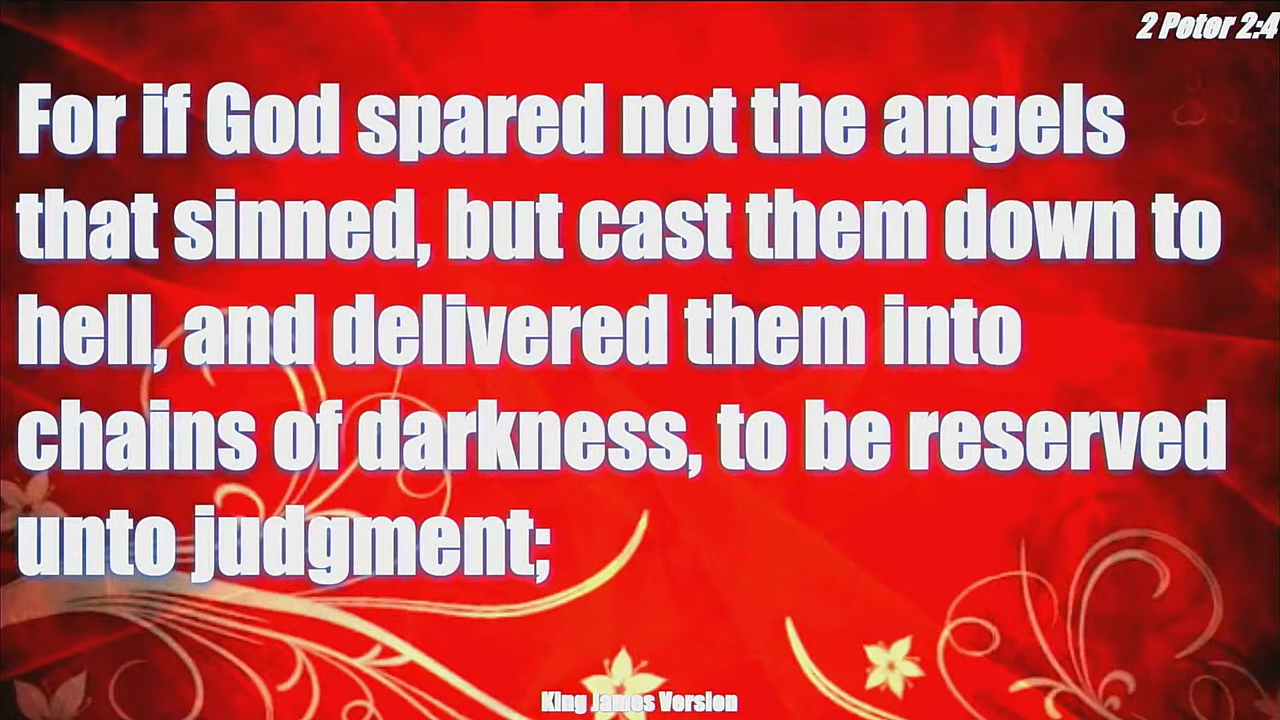 2 Peter 2:4
For if God spared not the angels
that sinned, but cast them down to
hell, and delivered them into
chains of darkness, to be reserved
unto judgment;
King James Version